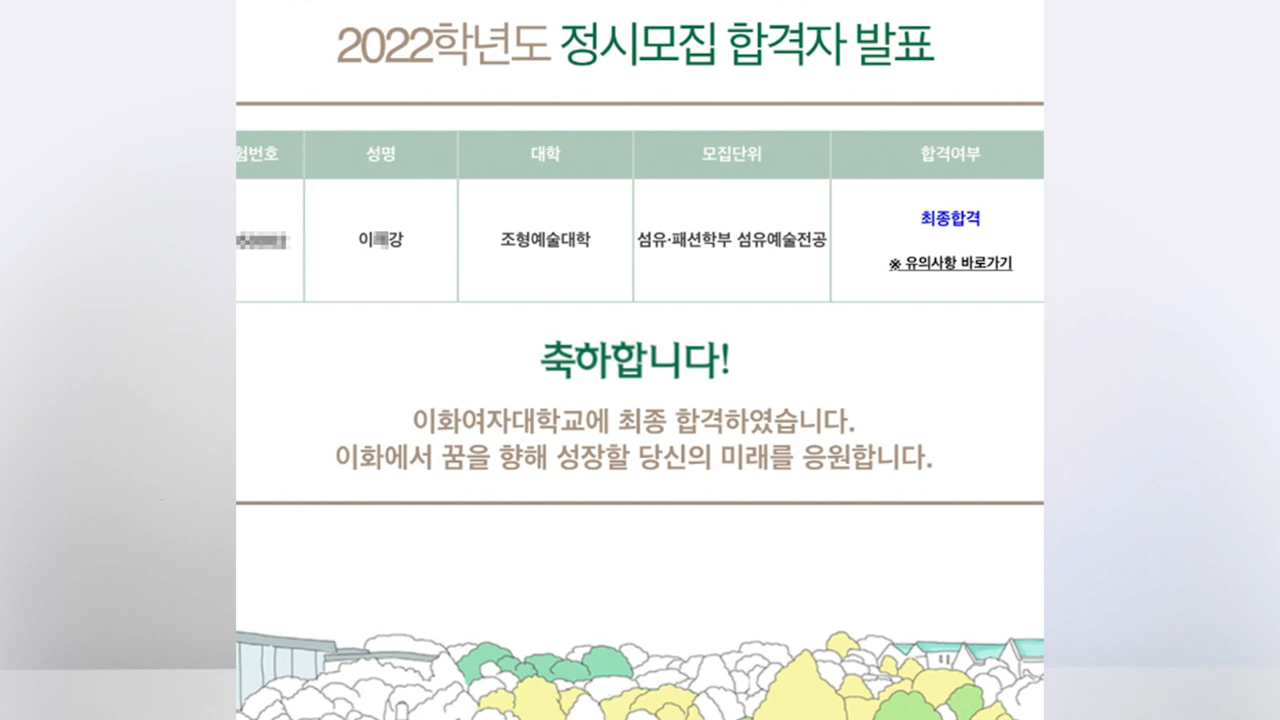 2022학년도 정시모집 합격자 발표
험번호 성명 대학 모집단위 합격여부
최종합격
이 강 조형예술대학 섬유·패션학부 섬유예술전공
※ 유의사항 바로가기
축하합니다!
이화여자대학교에 최종 합격하였습니다.
이화에서 꿈을 향해 성장할 당신의 미래를 응원합니다.